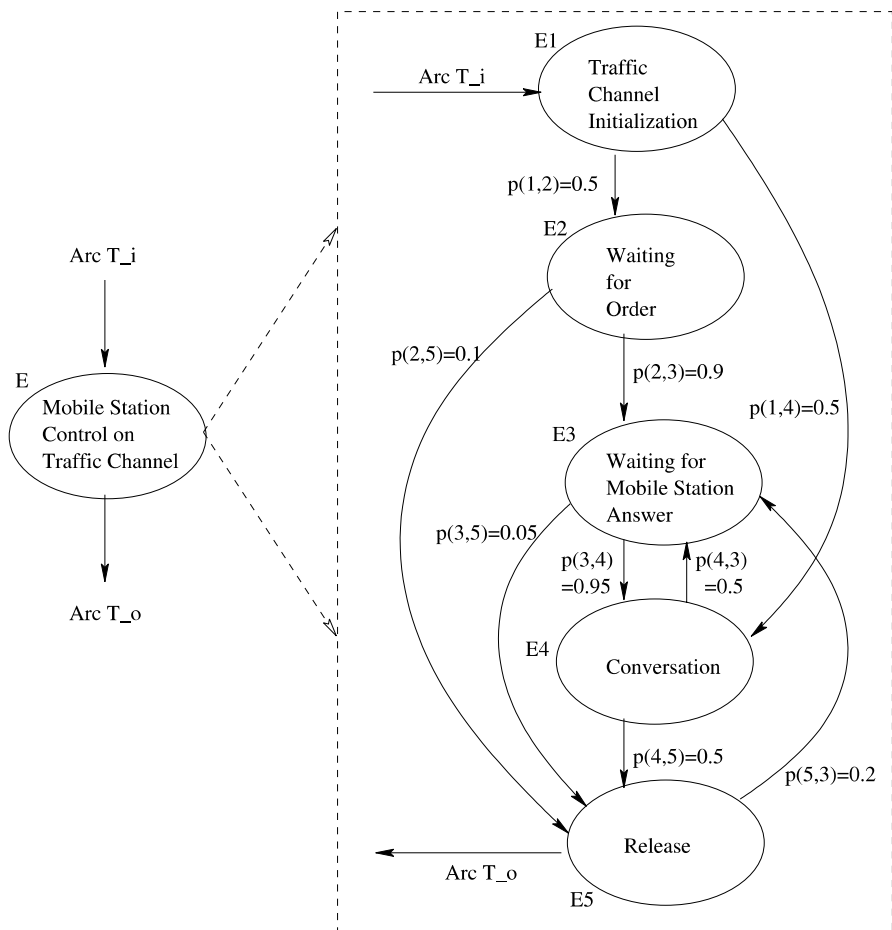 E1
Traffic
Channel
Initialization
Arc T_i
p(1,2)=0.5
E2
Waiting
for
Order
Arc T_i
p(2,5)=0.1
p(2,3)=0.9
p(1,4)=0.5
E
Mobile Station
Control on
Traffic Channel
E3
Waiting for
Mobile Station
Answer
p(3,5)=0.05
p(3,4)
=0.95
p(4,3)
=0.5
Arc T_o
E4
Conversation
p(4,5)=0.5
p(5,3)=0.2
Release
Arc T_o
E5